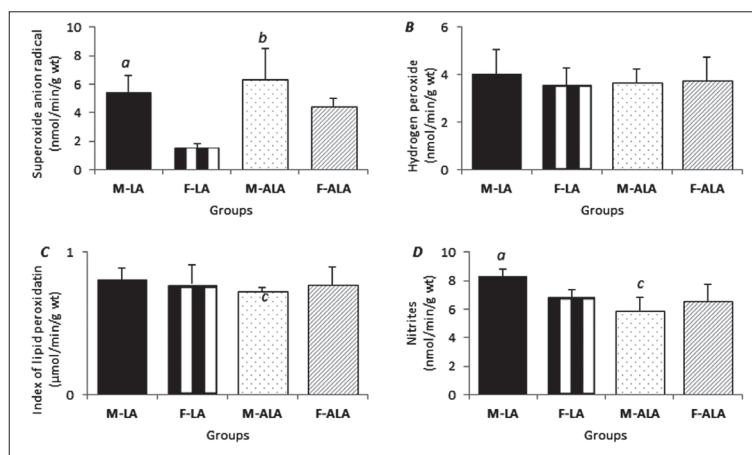 A
a
b
Superoxide anion radical
(nmol/min/g wt)
10
8
6
4
2
0
M-LA F-LA M-ALA F-ALA
Groups
B
Hydrogen peroxide
(nmol/min/g wt)
10
8
6
4
2
0
M-LA F-LA M-ALA F-ALA
Groups
C
Index of lipid peroxidatin
(µmol/min/g wt)
1
0
c
M-LA F-LA M-ALA F-ALA
Groups
D
a
c
Nitrites
(nmol/min/g wt)
10
8
6
4
2
0
M-LA F-LA M-ALA F-ALA
Groups